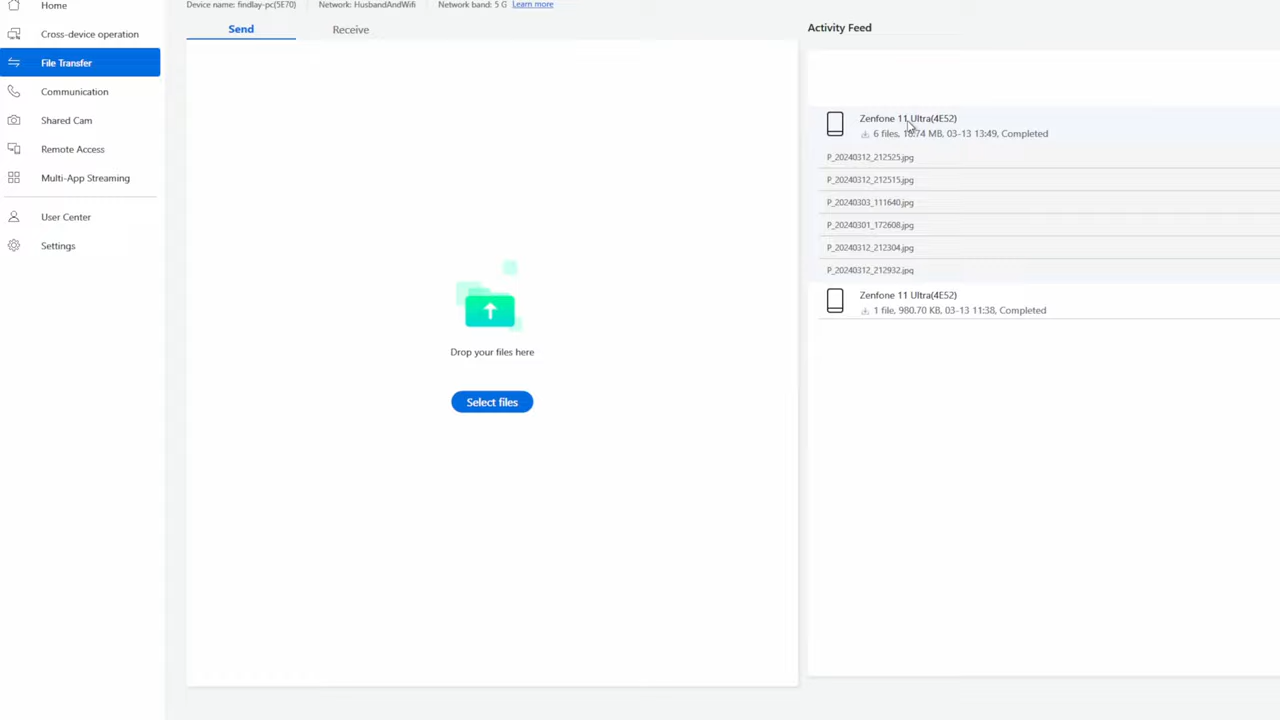 Home
Cross-device operation
File Transfer
Communication
Shared Cam
Remote Access
Multi-App Streaming
User Center
Settings
Device name: findlay-pc(5E70) Network: HusbandAndWifi Network band: 5 G Learn more
Send Receive
Drop your files here
Select files
Activity Feed
Zenfone 11 Ultra(4E52)
6 files, 18.74 MB, 03-13 13:49, Completed
P_20240312_212525.jpg
P_20240312_212515.jpg
P_20240303_111640.jpg
P_20240301_172608.jpg
P_20240312_212304.jpg
P_20240312_212932.jpg
Zenfone 11 Ultra(4E52)
1 file, 980.70 KB, 03-13 11:38, Completed